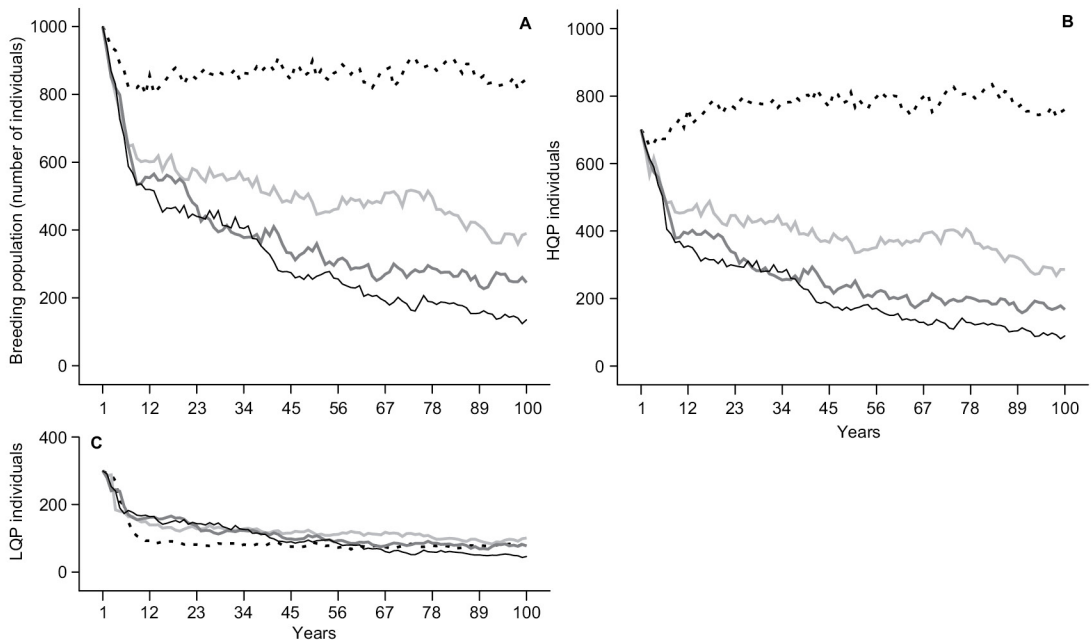 A
Breeding population (number of individuals)
1000
800
600
400
200
0
1 12 23 34 45 56 67 78 89 100
B
HQP individuals
1000
800
600
400
200
0
1 12 23 34 45 56 67 78 89 100
Years
C
LQP individuals
400
200
0
1 12 23 34 45 56 67 78 89 100
Years